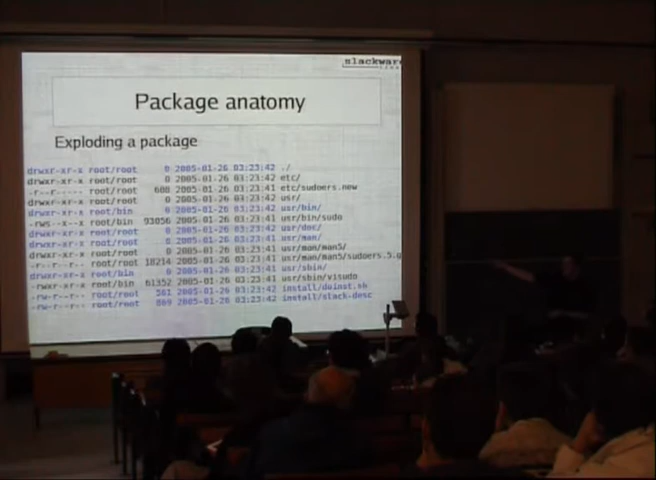 slackware
Package anatomy
Exploding a package
drwxr-xr-x root/root 0 2005-01-26 03:23:42 ./
drwxr-xr-x root/root 0 2005-01-26 03:23:42 etc/
-r--r----- root/root 608 2005-01-26 03:23:41 etc/sudoers.new
drwxr-xr-x root/root 0 2005-01-26 03:23:42 usr/
drwxr-xr-x root/bin 0 2005-01-26 03:23:42 usr/bin/
-rws--x--x root/bin 93056 2005-01-26 03:23:41 usr/bin/sudo
drwxr-xr-x root/root 0 2005-01-26 03:23:42 usr/doc/
drwxr-xr-x root/root 0 2005-01-26 03:23:41 usr/man/
drwxr-xr-x root/root 0 2005-01-26 03:23:41 usr/man/man5/
-r--r--r-- root/root 18214 2005-01-26 03:23:41 usr/man/man5/sudoers.5.g
drwxr-xr-x root/bin 0 2005-01-26 03:23:42 usr/sbin/
-rwxr-xr-x root/bin 61352 2005-01-26 03:23:41 usr/sbin/visudo
-rw-r--r-- root/root 561 2005-01-26 03:23:42 install/doinst.sh
-rw-r--r-- root/root 869 2005-01-26 03:23:42 install/slack-desc